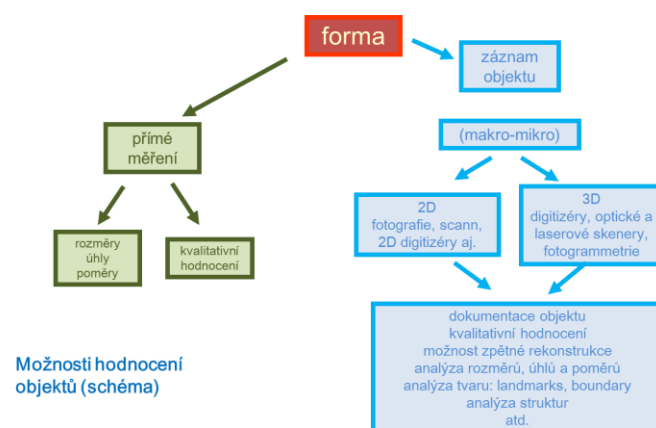 forma
záznam
objektu
přímé
měření
(makro-mikro)
2D
fotografie, scann,
2D digitizéry aj.
3D
digitizéry, optické a
laserové skenery,
fotogrammetrie
rozměry
úhly
poměry
kvalitativní
hodnocení
dokumentace objektu
kvalitativní hodnocení
možnost zpětné rekonstrukce
analýza rozměrů, úhlů a poměrů
analýza tvaru: landmarks, boundary
analýza struktur
atd.
Možnosti hodnocení
objektů (schéma)